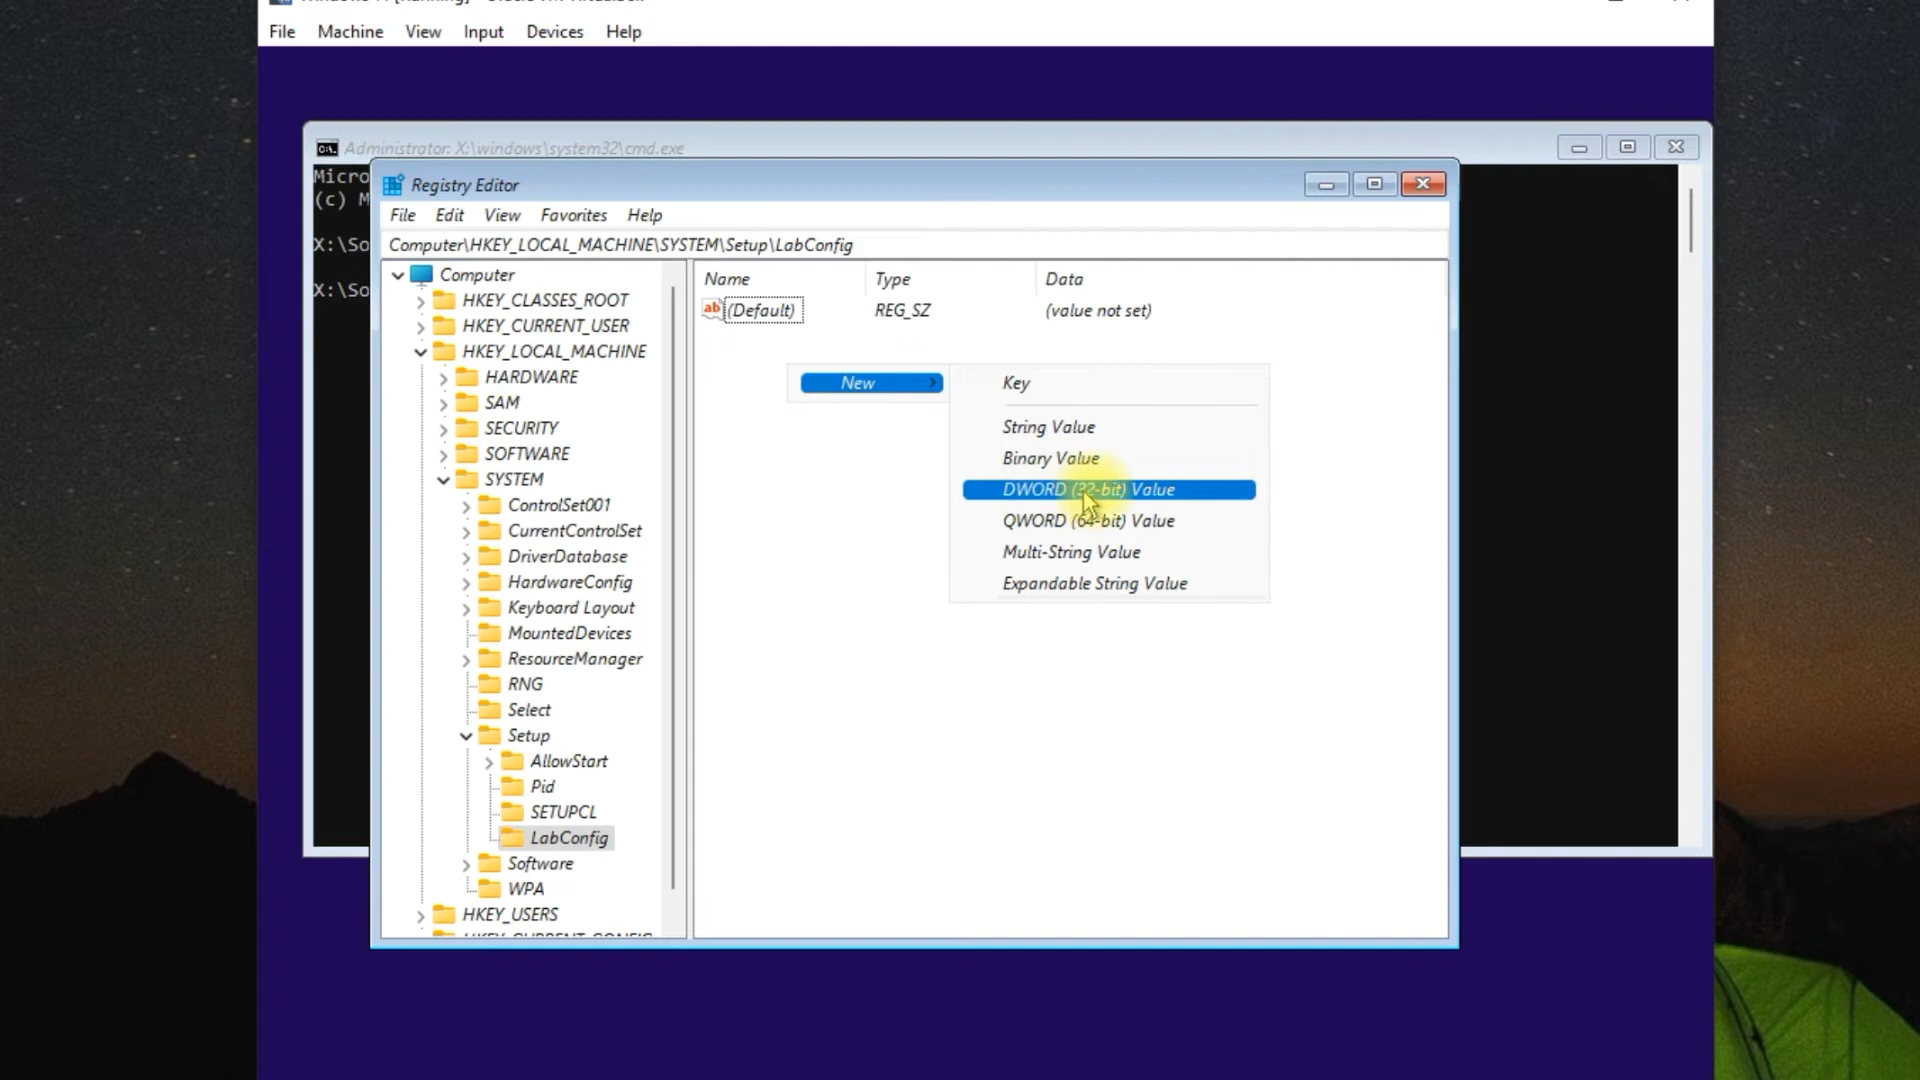 File Machine View Input Devices Help
Administrator: X:\windows\system32\cmd.exe
Micro
(c) M
X:\So
X:\So
Registry Editor
File Edit View Favorites Help
Computer\HKEY_LOCAL_MACHINE\SYSTEM\Setup\LabConfig
Computer
HKEY_CLASSES_ROOT
HKEY_CURRENT_USER
HKEY_LOCAL_MACHINE
HARDWARE
SAM
SECURITY
SOFTWARE
SYSTEM
ControlSet001
CurrentControlSet
DriverDatabase
HardwareConfig
Keyboard Layout
MountedDevices
ResourceManager
RNG
Select
Setup
AllowStart
Pid
SETUPCL
LabConfig
Software
WPA
HKEY_USERS
HKEY_CURRENT_CONFIG
Name Type Data
ab (Default) REG_SZ (value not set)
New
Key
String Value
Binary Value
DWORD (32-bit) Value
QWORD (64-bit) Value
Multi-String Value
Expandable String Value